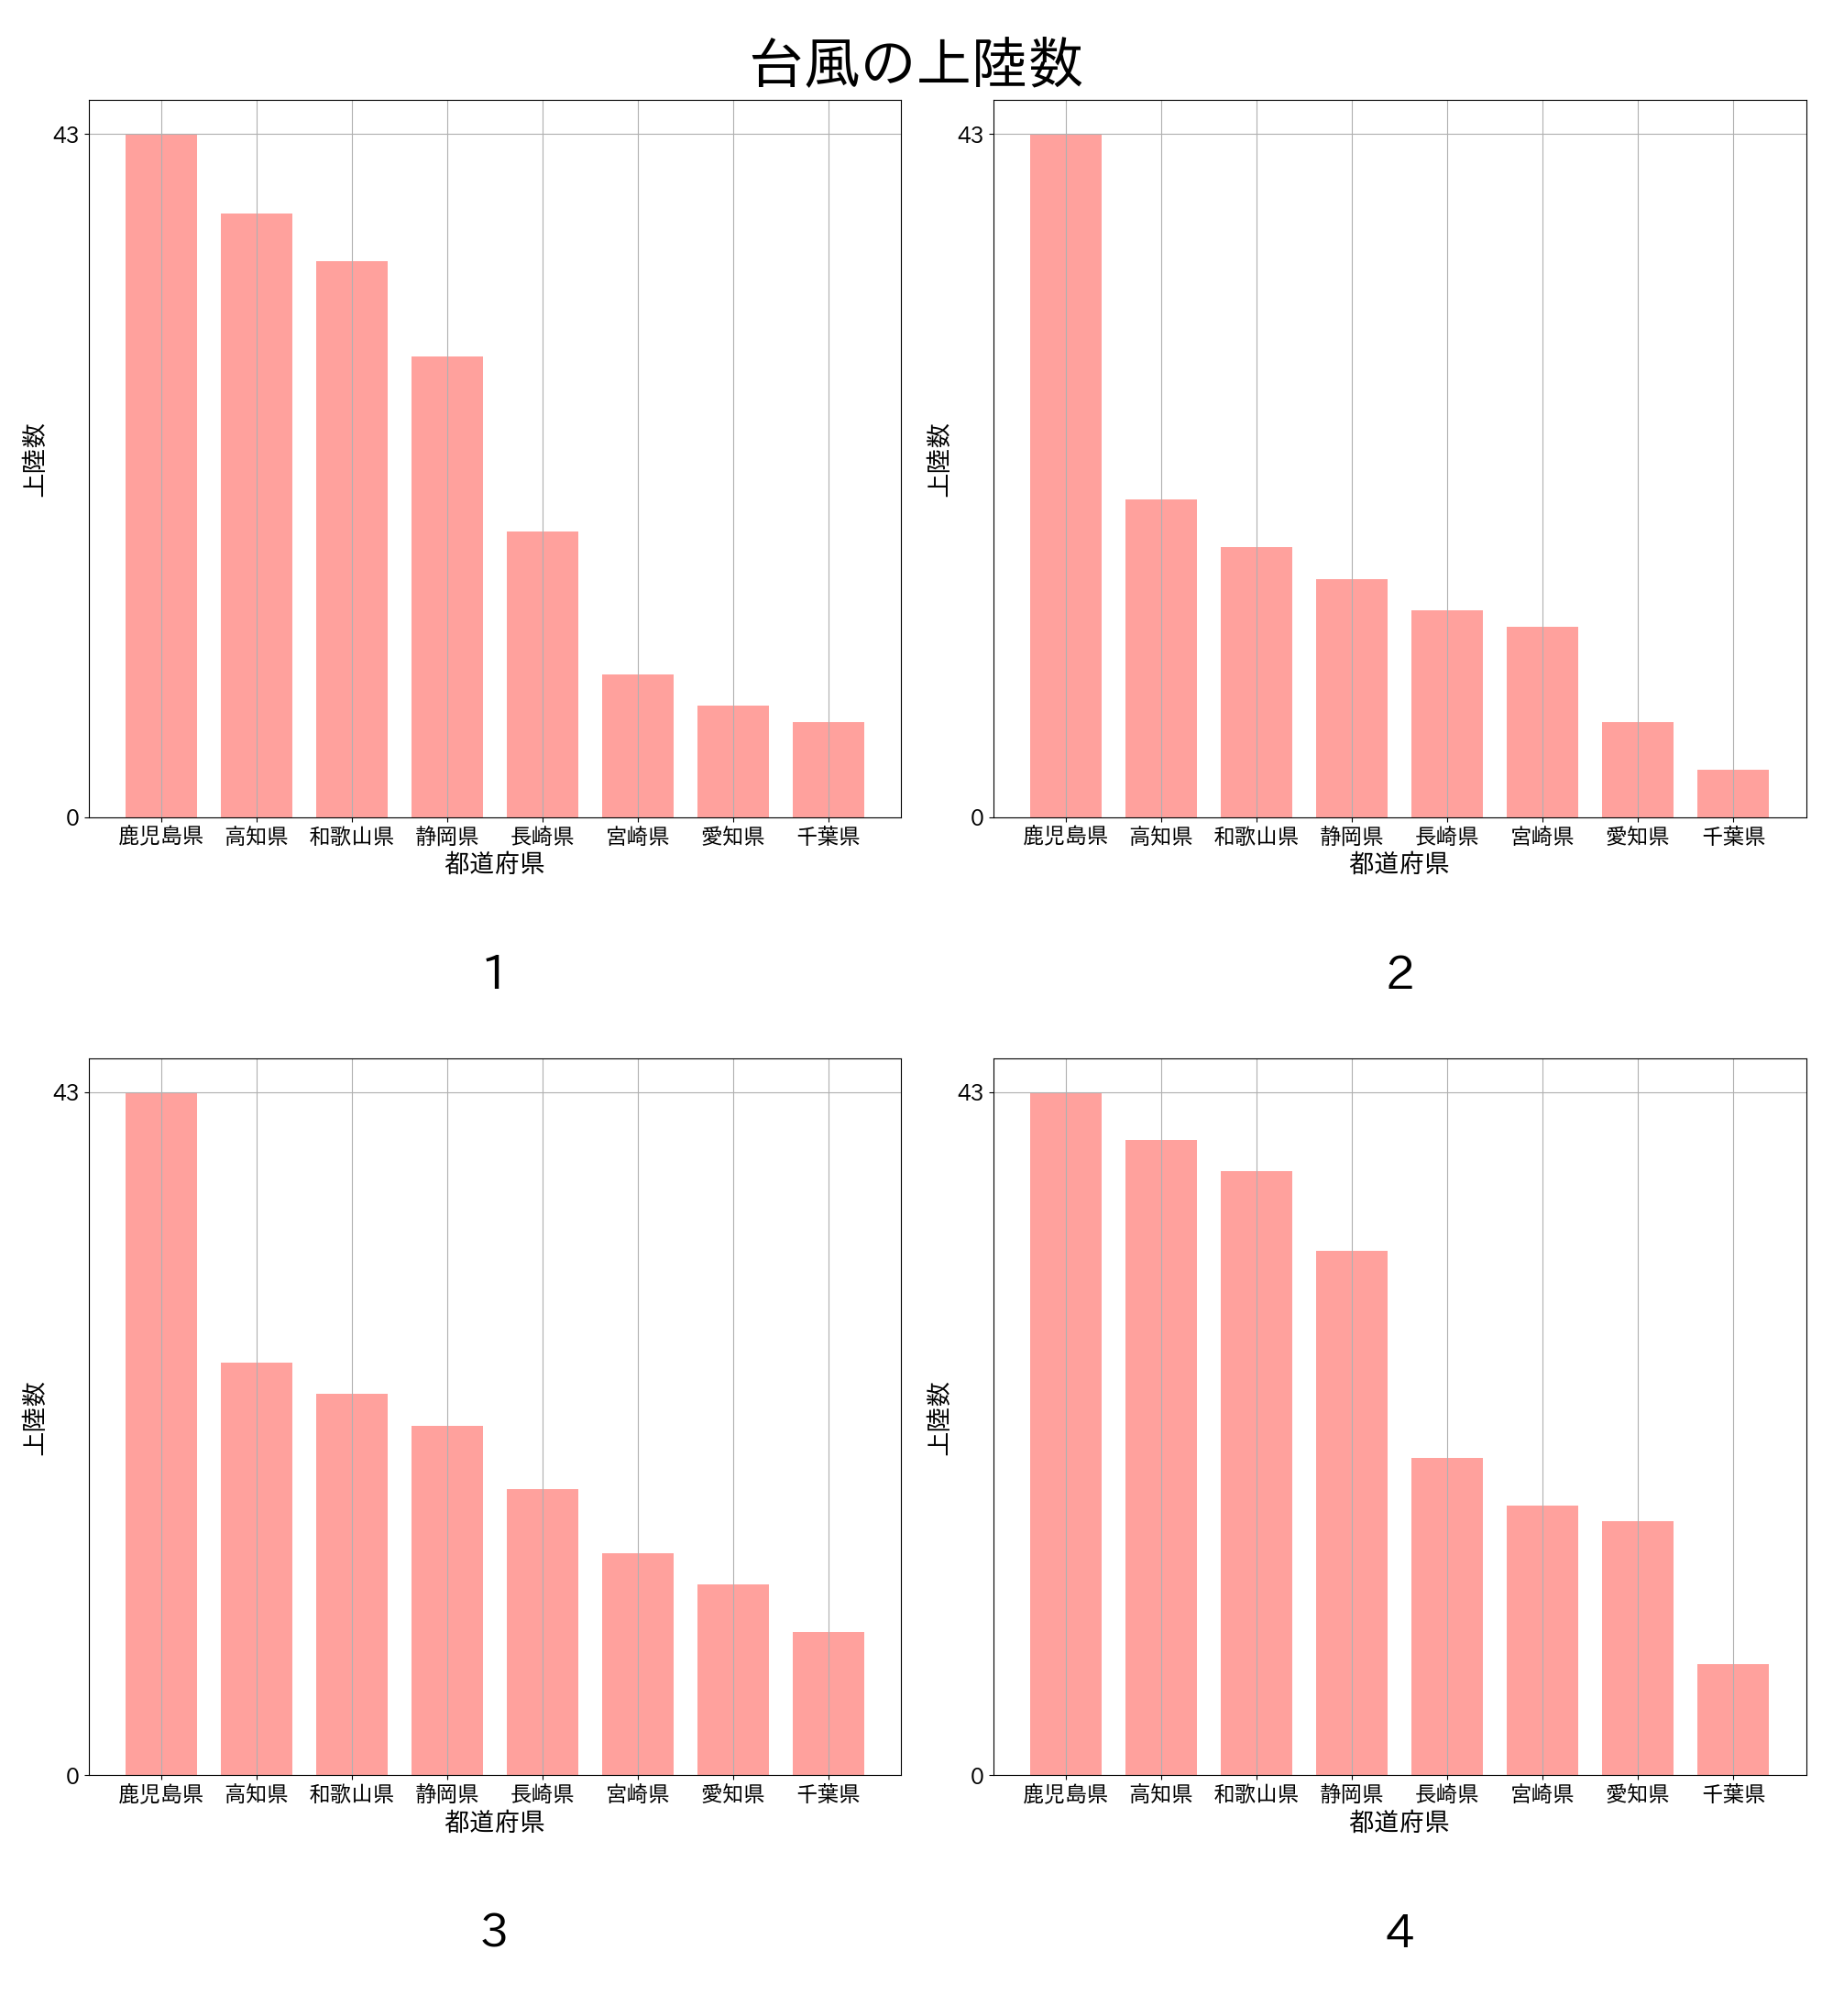 台風の上陸数
43
上陸数
0
鹿児島県 高知県 和歌山県 静岡県 長崎県 宮崎県 愛知県 千葉県
都道府県
1
43
上陸数
0
鹿児島県 高知県 和歌山県 静岡県 長崎県 宮崎県 愛知県 千葉県
都道府県
2
43
上陸数
0
鹿児島県 高知県 和歌山県 静岡県 長崎県 宮崎県 愛知県 千葉県
都道府県
3
43
上陸数
0
鹿児島県 高知県 和歌山県 静岡県 長崎県 宮崎県 愛知県 千葉県
都道府県
4